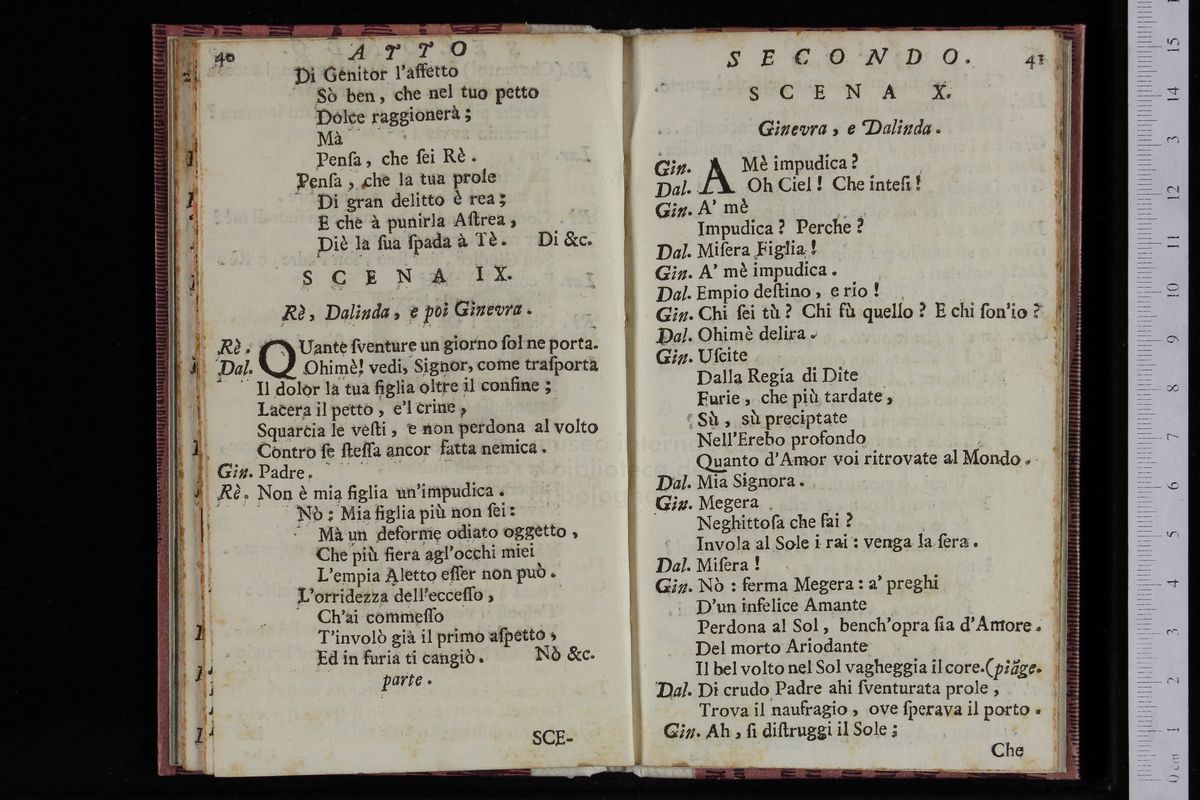 40 ATTO
Di Genitor l'affetto
Sò ben, che nel tuo petto
Dolce raggionerà;
Mà
Penſa, che ſei Rè.
Penſa, che la tua prole
Di gran delitto è rea;
E che à punirla Aſtrea,
Diè la ſua ſpada à Tè. Di &c.
SCENA IX.
Rè, Dalinda, e poi Ginevra.
Rè. QUante ſventure un giorno ſol ne porta.
Dal. Ohimè! vedi, Signor, come traſporta
Il dolor la tua figlia oltre il confine;
Lacera il petto, e'l crine,
Squarcia le veſti, e non perdona al volto
Contro ſe ſteſſa ancor fatta nemica.
Gin. Padre.
Rè. Non è mia figlia un'impudica.
Nò: Mia figlia più non ſei:
Mà un deforme odiato oggetto,
Che più fiera agl'occhi miei
L'empia Aletto eſſer non può.
L'orridezza dell'ecceſſo,
Ch'ai commeſſo
T'involò già il primo aſpetto,
Ed in furia ti cangiò. Nò &c.
parte.
SCE-
SECONDO. 41
SCENA X.
Ginevra, e Dalinda.
Gin. AMè impudica?
Dal. Oh Ciel! Che inteſi!
Gin. A' mè
Impudica? Perche?
Dal. Miſera Figlia!
Gin. A' mè impudica.
Dal. Empio deſtino, e rio!
Gin. Chi ſei tù? Chi fù quello? E chi ſon'io?
Dal. Ohimè delira.
Gin. Uſcite
Dalla Regia di Dite
Furie, che più tardate,
Sù, sù preciptate
Nell'Erebo profondo
Quanto d'Amor voi ritrovate al Mondo.
Dal. Mia Signora.
Gin. Megera
Neghittoſa che fai?
Invola al Sole i rai: venga la ſera.
Dal. Miſera!
Gin. Nò: ferma Megera: a' preghi
D'un infelice Amante
Perdona al Sol, bench'opra ſia d'Amore.
Del morto Ariodante
Il bel volto nel Sol vagheggia il core. (piãge.
Dal. Di crudo Padre ahi ſventurata prole,
Trova il naufragio, ove ſperava il porto.
Gin. Ah, ſi diſtruggi il Sole;
Che